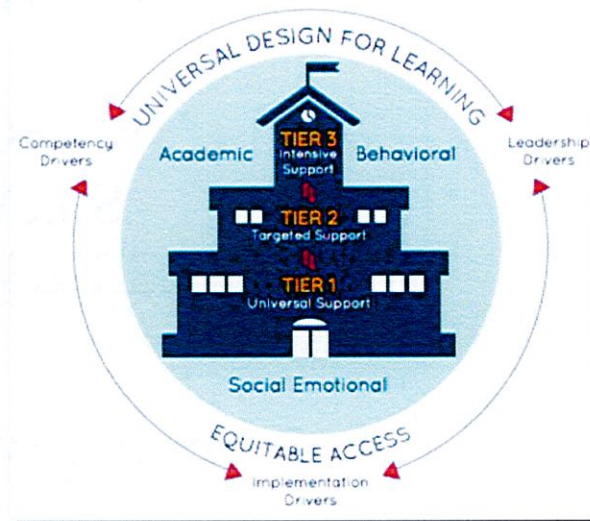 UNIVERSAL DESIGN FOR LEARNING
Competency
Drivers
Leadership
Drivers
Academic
Behavioral
TIER 3
Intensive
Support
TIER 2
Targeted Support
TIER 1
Universal Support
Social Emotional
EQUITABLE ACCESS
Implementation
Drivers